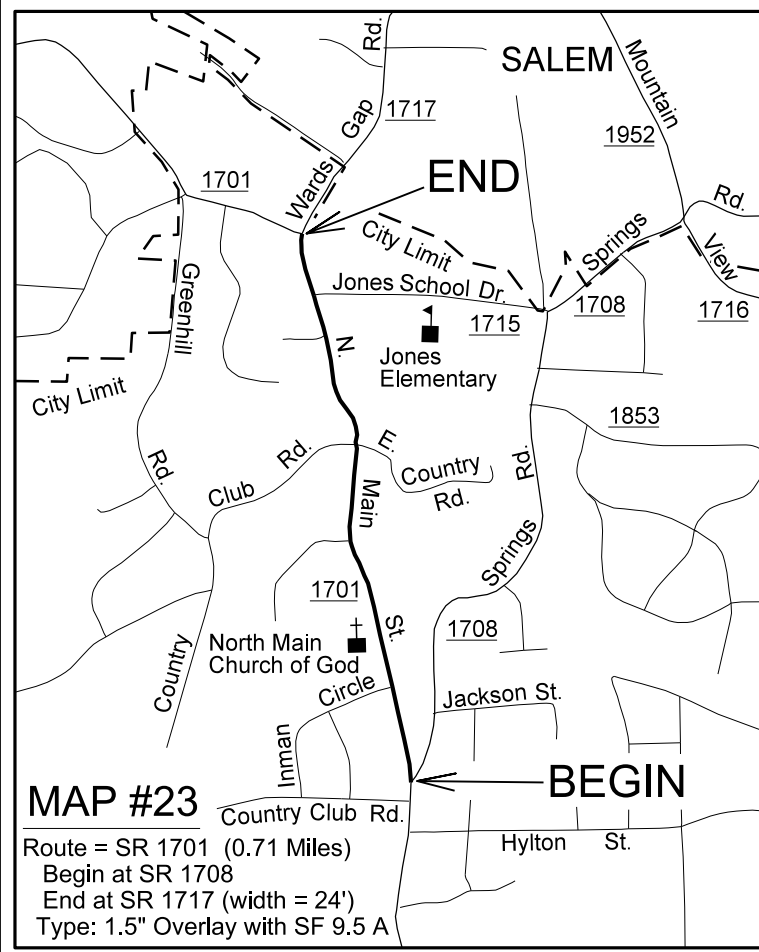 Rd.
SALEM
Mountain
1717
Gap
1952
Wards
1701
END
Rd.
City Limit
Springs
View
Greenhill
Jones School Dr.
1715
1708
1716
N.
Jones
Elementary
City Limit
1853
E.
Rd.
Rd.
Club
Country
Rd.
Rd.
Main
Springs
1701
St.
1708
North Main
Church of God
Country
Circle
Jackson St.
Inman
BEGIN
MAP #23
Country Club Rd.
Hylton St.
Route = SR 1701 (0.71 Miles)
Begin at SR 1708
End at SR 1717 (width = 24')
Type: 1.5" Overlay with SF 9.5 A